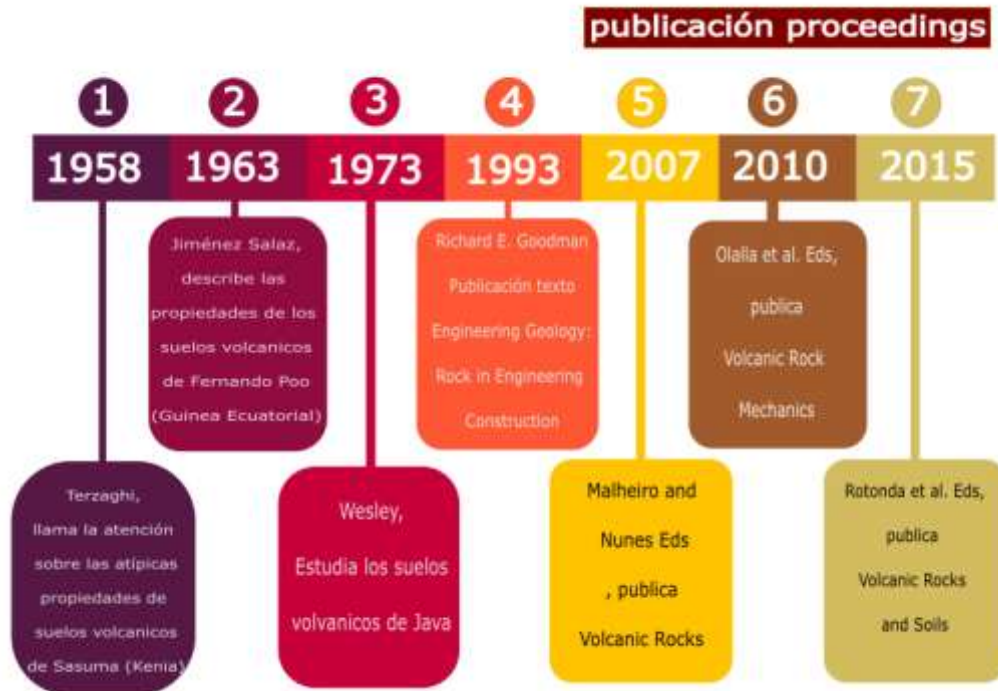 publicación proceedings
1 2 3 4 5 6 7
1958 1963 1973 1993 2007 2010 2015
Jiménez Salaz,
describe las
propiedades de los
suelos volcanicos
de Fernando Poo
(Guinea Ecuatorial)
Richard E. Goodman
Publicación texto
Engineering Geology:
Rock in Engineering
Construction
Olalla et al. Eds,
publica
Volcanic Rock
Mechanics
Terzaghi,
llama la atención
sobre las atípicas
propiedades de
suelos volcanicos
de Sasuma (Kenia)
Wesley,
Estudia los suelos
volvanicos de Java
Malheiro and
Nunes Eds
, publica
Volcanic Rocks
Rotonda et al. Eds,
publica
Volcanic Rocks
and Soils